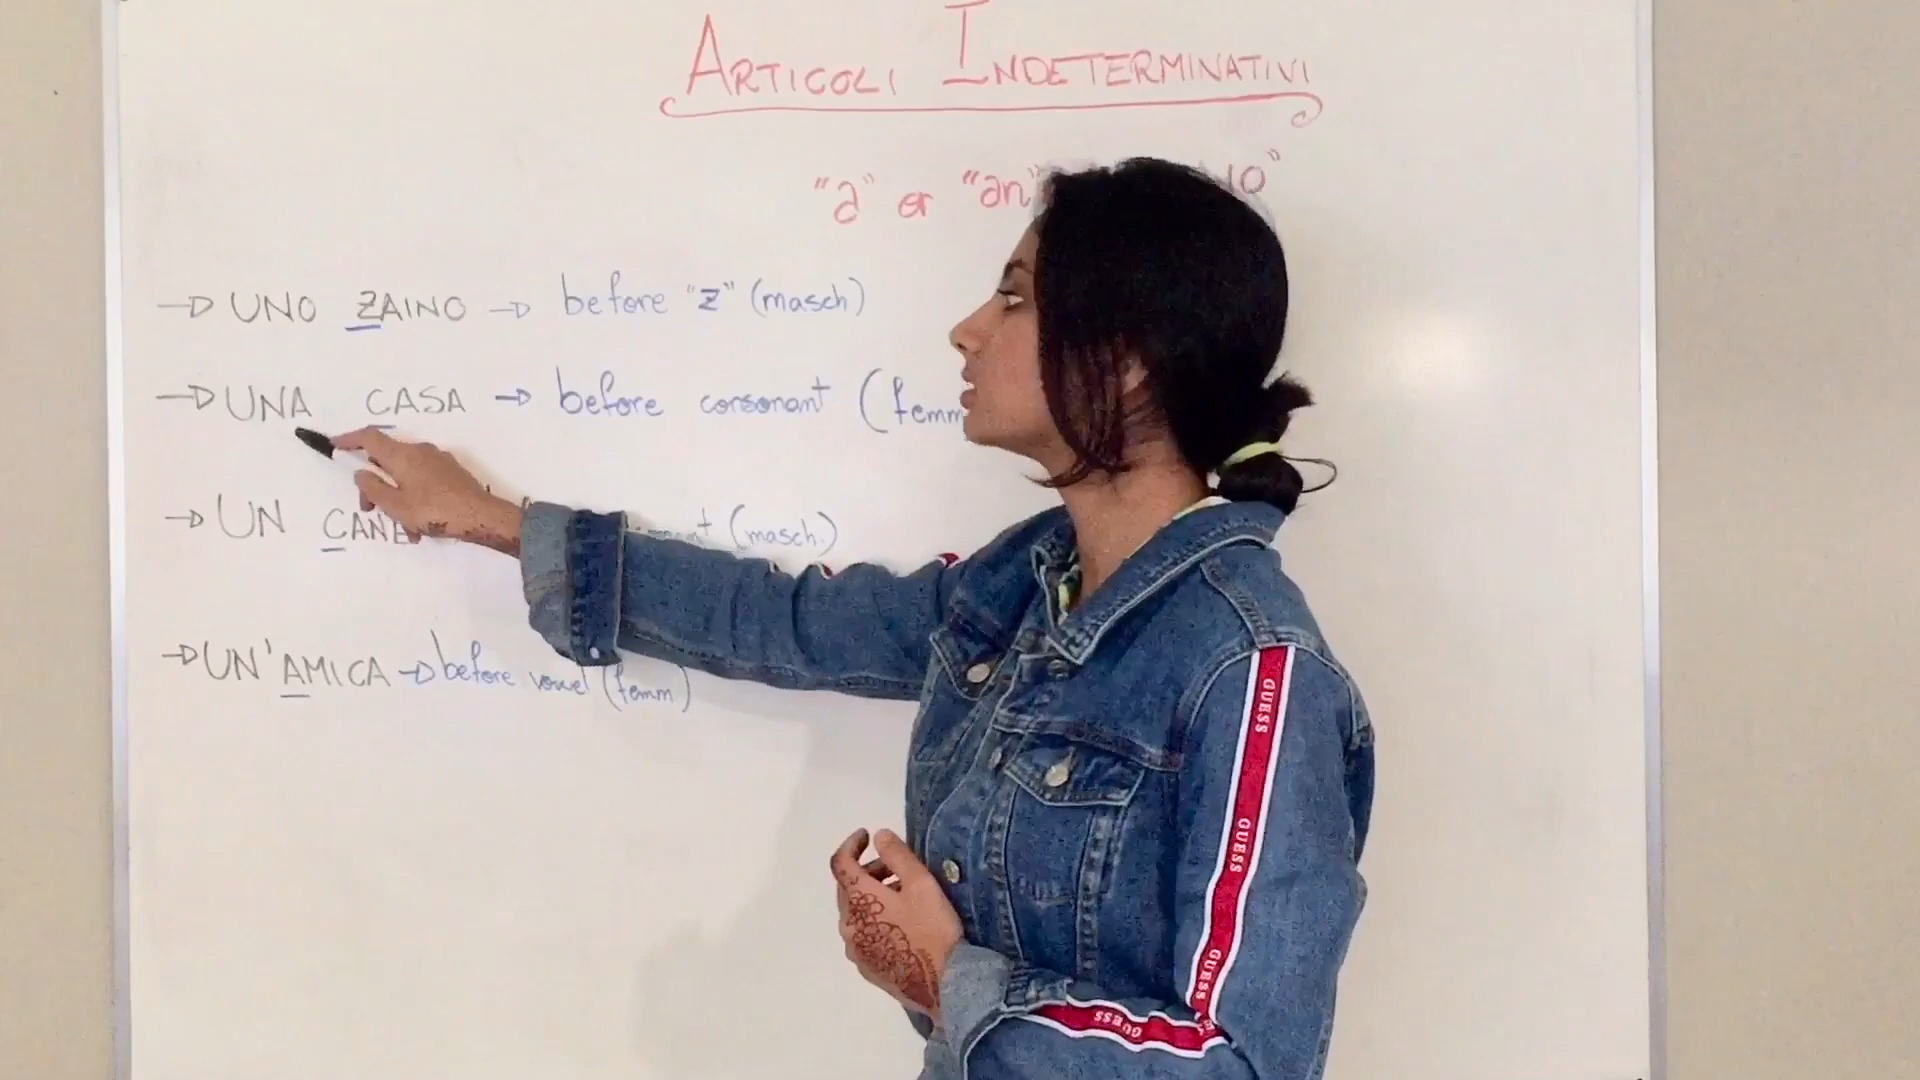 ARTICOLI INDETERMINATIVI
"a" or "an"
→ UNO ZAINO → before "z" (masch)
→ UNA CASA → before consonant (femm
→ UN CANE (masch.)
→ UN'AMICA → before vowel (femm)
GUESS
GUESS
GUESS
GUESS